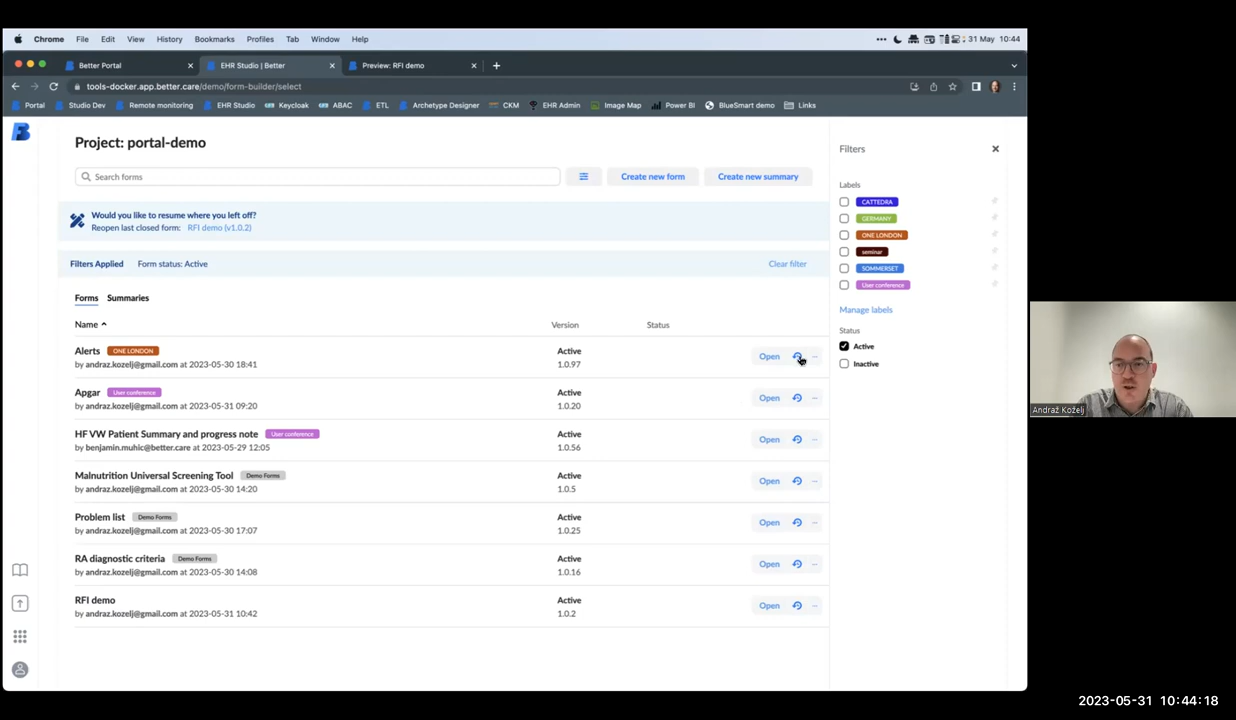 Chrome File Edit View History Bookmarks Profiles Tab Window Help 31 May 10:44
Better Portal EHR Studio | Better Preview: RFI demo
tools-docker.app.better.care/demo/form-builder/select
Portal Studio Dev Remote monitoring EHR Studio Keycloak ABAC ETL Archetype Designer CKM EHR Admin Image Map Power BI BlueSmart demo Links
Project: portal-demo
Search forms
Create new form
Create new summary
Would you like to resume where you left off?
Reopen last closed form: RFI demo (v1.0.2)
Filters Applied Form status: Active Clear filter
Forms Summaries
Name Version Status
Alerts ONE LONDON Active
by andraz.kozelj@gmail.com at 2023-05-30 18:41 1.0.97
Open
Apgar User conference Active
by andraz.kozelj@gmail.com at 2023-05-31 09:20 1.0.20
Open
HF VW Patient Summary and progress note User conference Active
by benjamin.muhic@better.care at 2023-05-29 12:05 1.0.56
Open
Malnutrition Universal Screening Tool Demo Forms Active
by andraz.kozelj@gmail.com at 2023-05-30 14:20 1.0.5
Open
Problem list Demo Forms Active
by andraz.kozelj@gmail.com at 2023-05-30 17:07 1.0.25
Open
RA diagnostic criteria Demo Forms Active
by andraz.kozelj@gmail.com at 2023-05-30 14:08 1.0.16
Open
RFI demo Active
by andraz.kozelj@gmail.com at 2023-05-31 10:42 1.0.2
Open
Filters
Labels
CATTEDRA
GERMANY
ONE LONDON
seminar
SOMMERSET
User conference
Manage labels
Status
Active
Inactive
Andraž Koželj
2023-05-31 10:44:18